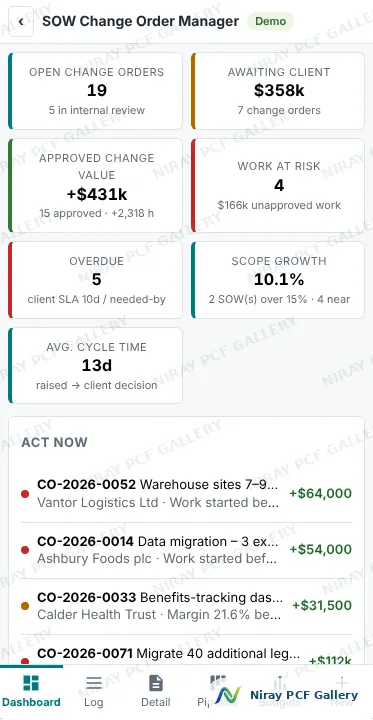 SOW Change Order Manager Demo
OPEN CHANGE ORDERS
19
5 in internal review
AWAITING CLIENT
$358k
7 change orders
APPROVED CHANGE
VALUE
+$431k
15 approved · +2,318 h
WORK AT RISK
4
$166k unapproved work
OVERDUE
5
client SLA 10d / needed-by
SCOPE GROWTH
10.1%
2 SOW(s) over 15% · 4 near
AVG. CYCLE TIME
13d
raised → client decision
ACT NOW
CO-2026-0052 Warehouse sites 7–9...
Vantor Logistics Ltd · Work started be...
+$64,000
CO-2026-0014 Data migration – 3 ex...
Ashbury Foods plc · Work started bef...
+$54,000
CO-2026-0033 Benefits-tracking das...
Calder Health Trust · Margin 21.6% be...
+$31,500
CO-2026-0071 Migrate 40 additional leg...
+$112k
Dashboard
Log
Detail
Budgets
New
Niray PCF Gallery
NIRAY PCF GALLERY